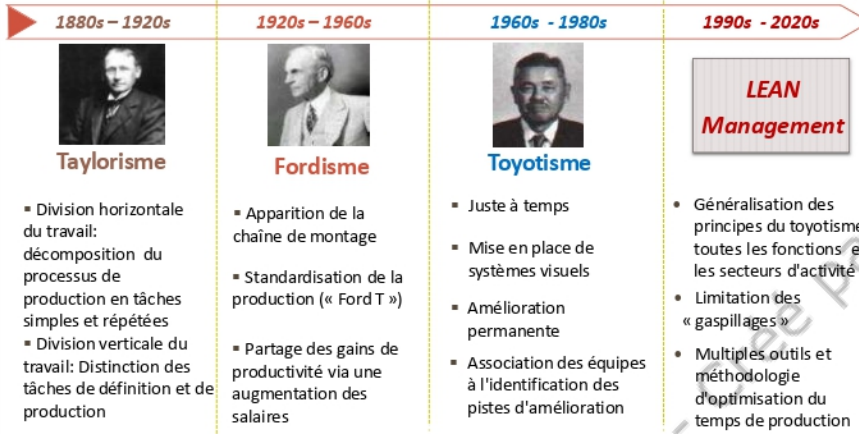 1880s – 1920s
1920s – 1960s
1960s - 1980s
1990s - 2020s
Taylorisme
▪ Division horizontale
du travail:
décomposition du
processus de
production en tâches
simples et répétées
▪ Division verticale du
travail: Distinction des
tâches de définition et de
production
Fordisme
▪ Apparition de la
chaîne de montage
▪ Standardisation de la
production (« Ford T »)
▪ Partage des gains de
productivité via une
augmentation des
salaires
Toyotisme
▪ Juste à temps
▪ Mise en place de
systèmes visuels
▪ Amélioration
permanente
▪ Association des équipes
à l'identification des
pistes d'amélioration
LEAN
Management
• Généralisation des
principes du toyotisme
toutes les fonctions e
les secteurs d'activité
• Limitation des
« gaspillages »
• Multiples outils et
méthodologie
d'optimisation du
temps de production
Créé pa